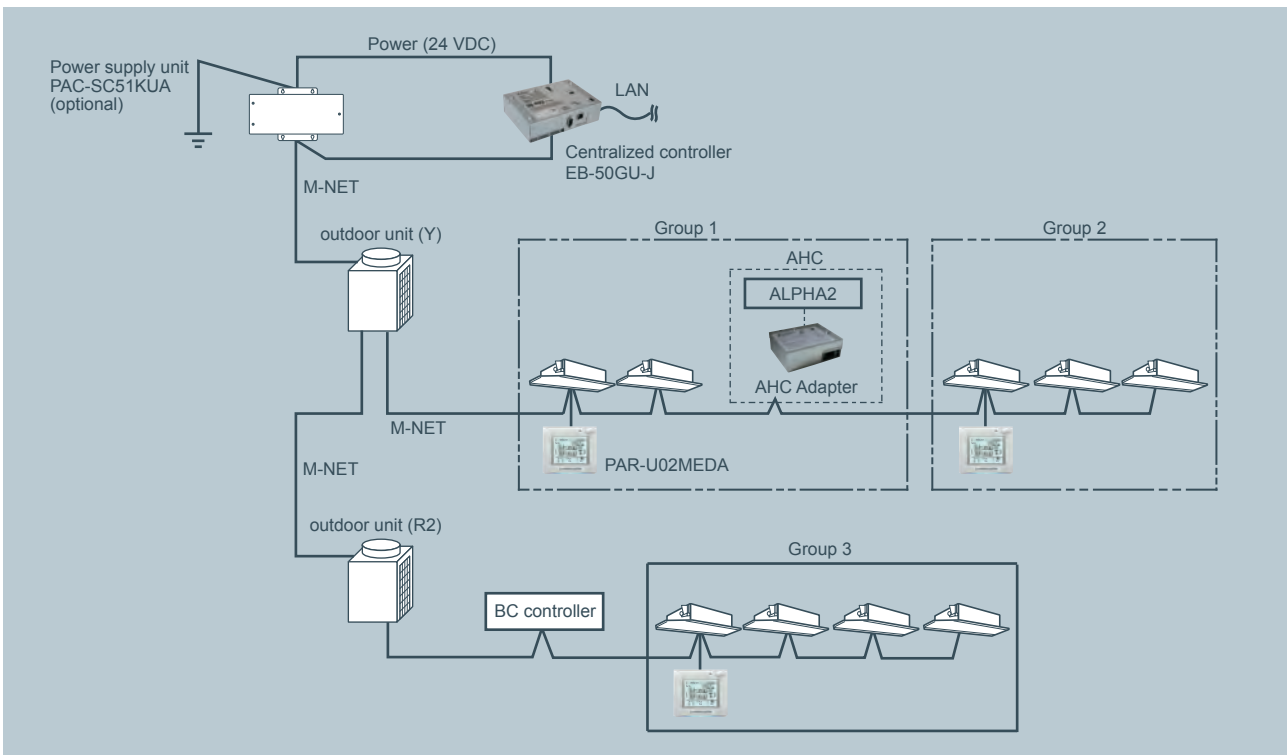 Power (24 VDC)
Power supply unit
PAC-SC51KUA
(optional)
LAN
Centralized controller
EB-50GU-J
M-NET
outdoor unit (Y)
Group 1
Group 2
AHC
ALPHA2
AHC Adapter
M-NET
PAR-U02MEDA
M-NET
outdoor unit (R2)
Group 3
BC controller